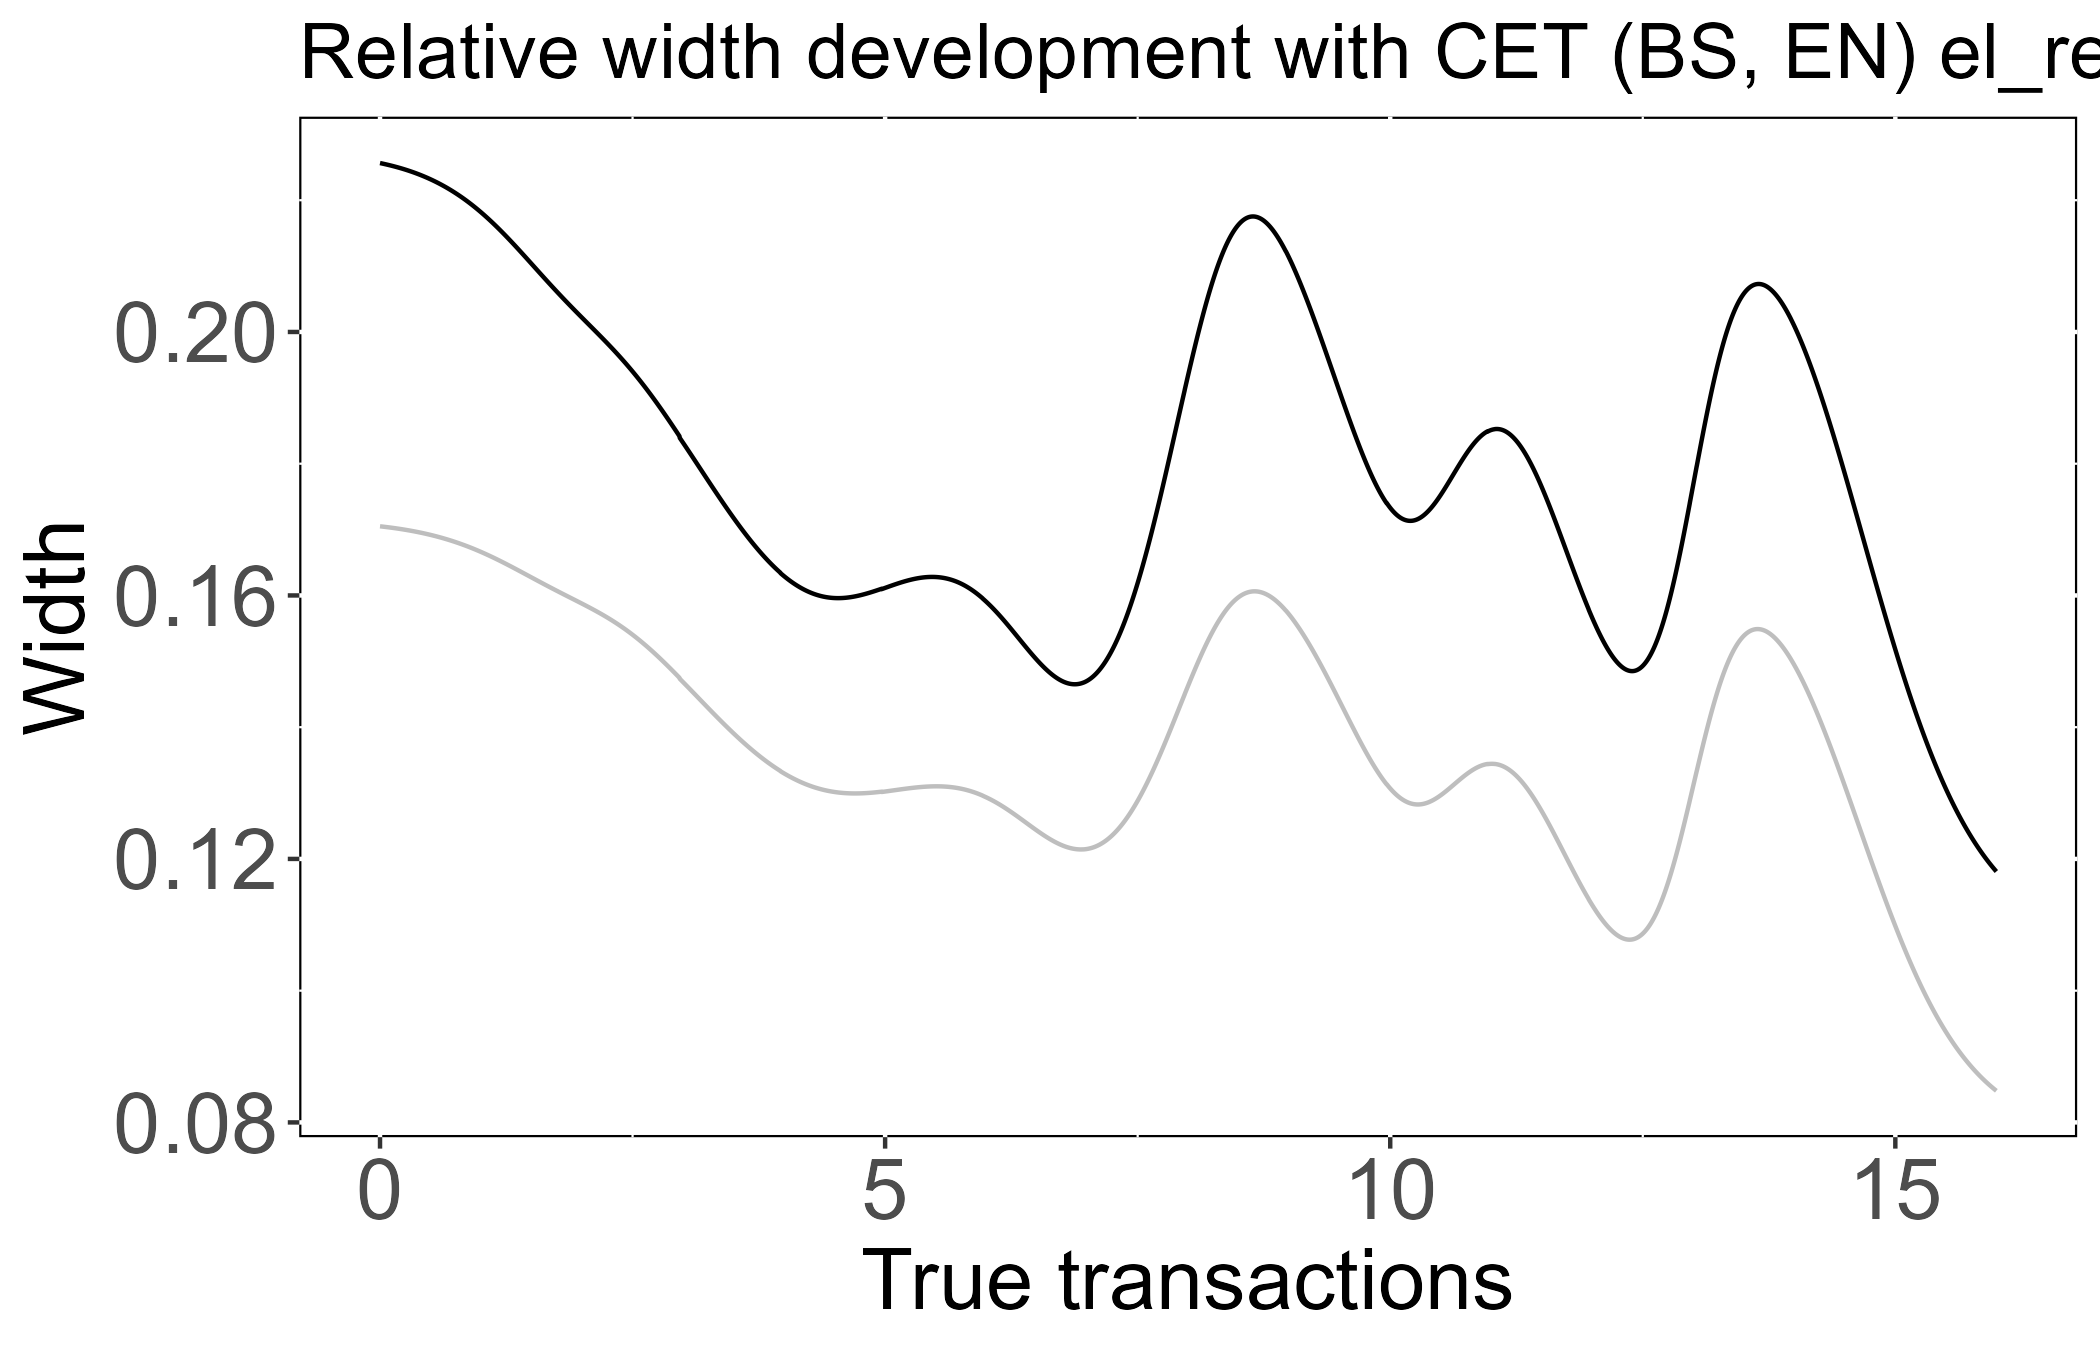 Relative width development with CET (BS, EN) el_re
Width
0.20
0.16
0.12
0.08
0
5
10
15
True transactions